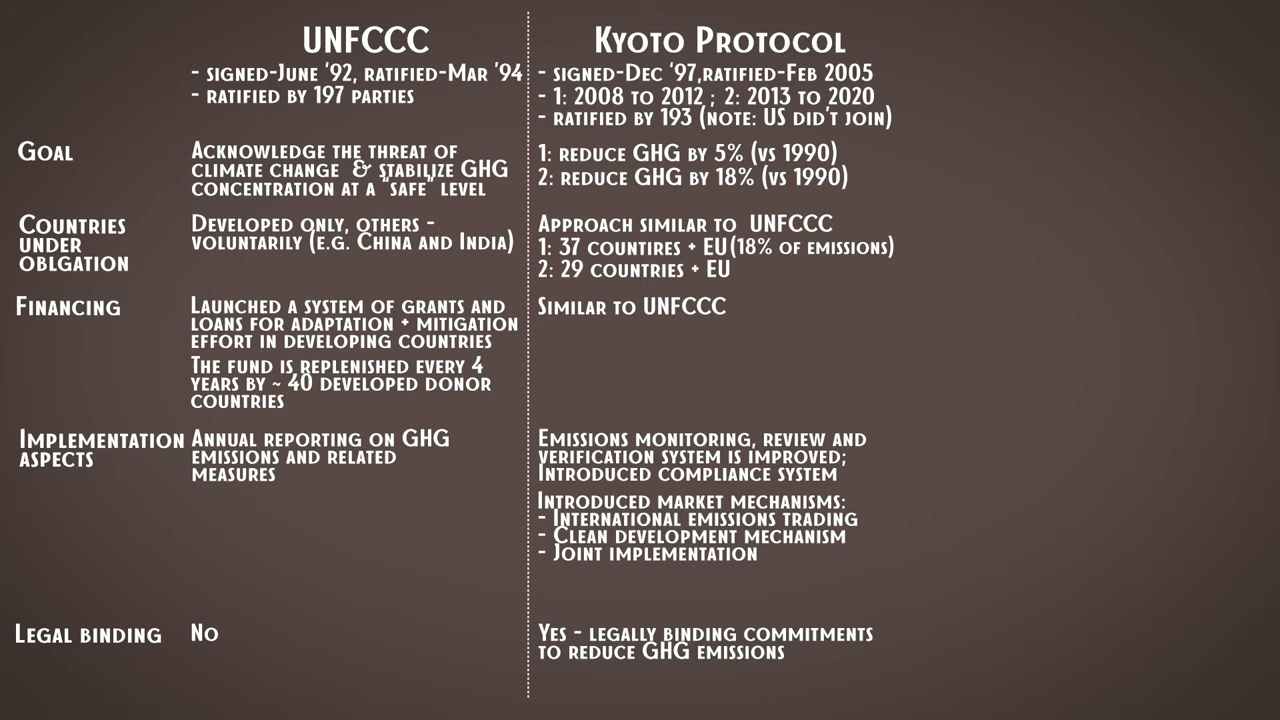 UNFCCC
- signed-June '92, ratified-Mar '94
- ratified by 197 parties
Kyoto Protocol
- signed-Dec '97,ratified-Feb 2005
- 1: 2008 to 2012 ; 2: 2013 to 2020
- ratified by 193 (note: US did't join)
Goal
Acknowledge the threat of
climate change & stabilize GHG
concentration at a "safe" level
1: reduce GHG by 5% (vs 1990)
2: reduce GHG by 18% (vs 1990)
Countries
under
oblgation
Developed only, others -
voluntarily (e.g. China and India)
Approach similar to UNFCCC
1: 37 countires + EU(18% of emissions)
2: 29 countries + EU
Financing
Launched a system of grants and
loans for adaptation + mitigation
effort in developing countries
The fund is replenished every 4
years by ~ 40 developed donor
countries
Similar to UNFCCC
Implementation
aspects
Annual reporting on GHG
emissions and related
measures
Emissions monitoring, review and
verification system is improved;
Introduced compliance system
Introduced market mechanisms:
- International emissions trading
- Clean development mechanism
- Joint implementation
Legal binding
No
Yes - legally binding commitments
to reduce GHG emissions